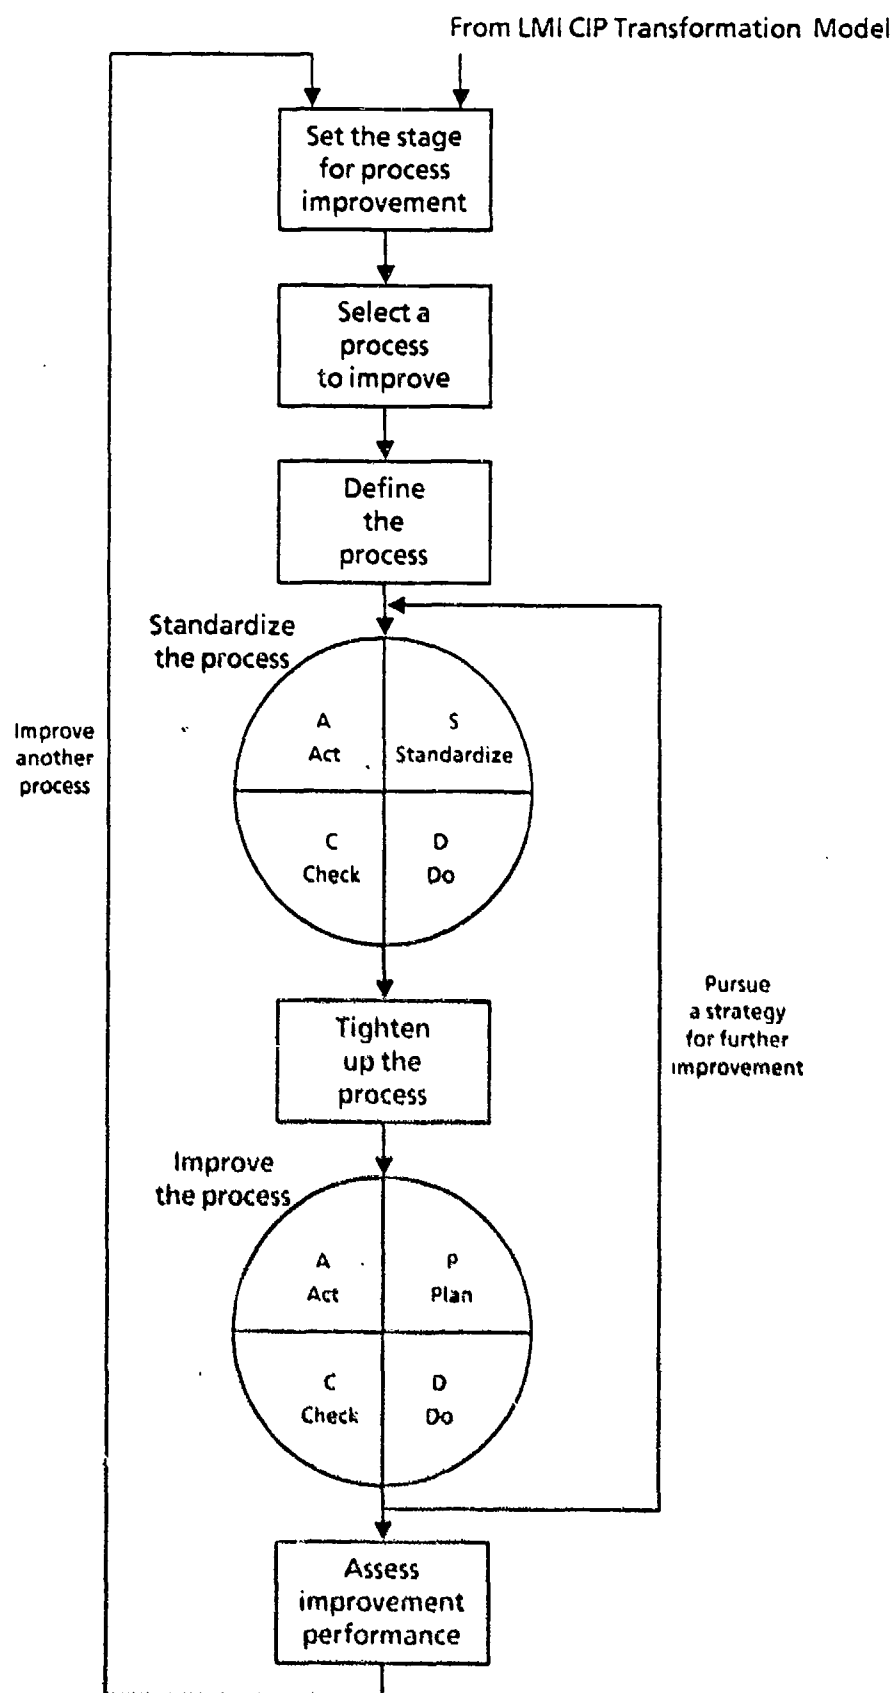 From LMI CIP Transformation Model
Set the stage
for process
improvement
Select a
process
to improve
Define
the
process
Standardize
the process
A
Act
S
Standardize
C
Check
D
Do
Improve
another
process
Tighten
up the
process
Pursue
a strategy
for further
improvement
Improve
the process
A
Act
P
Plan
C
Check
D
Do
Assess
improvement
performance